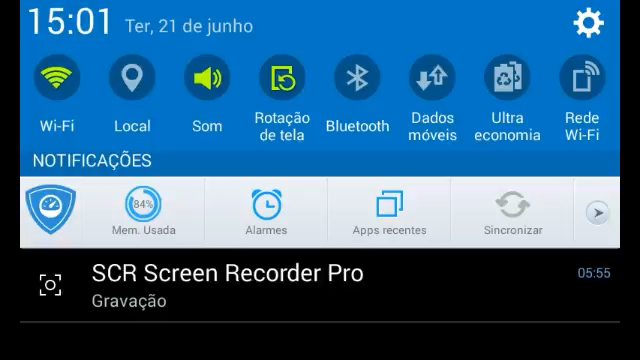 15:01 Ter, 21 de junho
Wi-Fi Local Som Rotação de tela Bluetooth Dados móveis Ultra economia Rede Wi-Fi
NOTIFICAÇÕES
84%
Mem. Usada Alarmes Apps recentes Sincronizar
SCR Screen Recorder Pro 05:55
Gravação